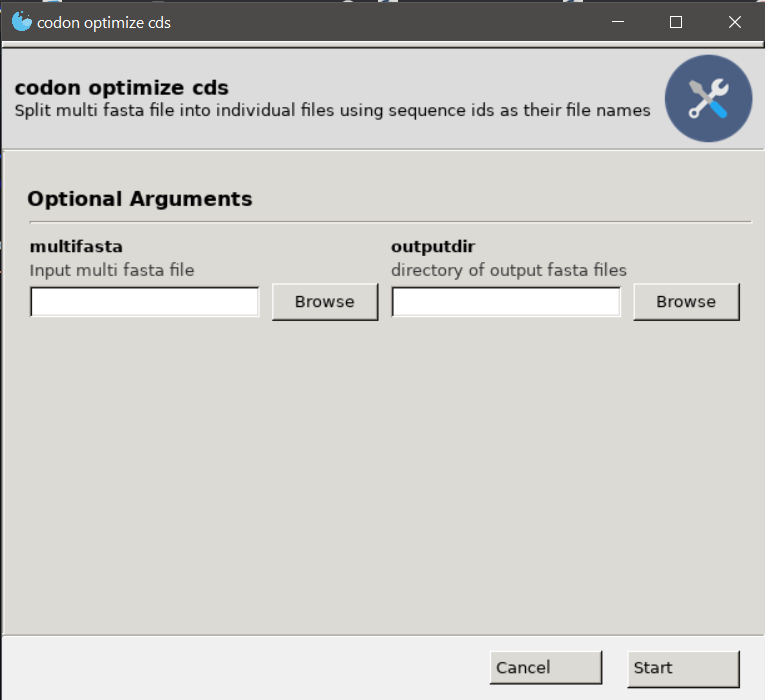 codon optimize cds
codon optimize cds
Split multi fasta file into individual files using sequence ids as their file names
Optional Arguments
multifasta
Input multi fasta file
Browse
outputdir
directory of output fasta files
Browse
Cancel
Start